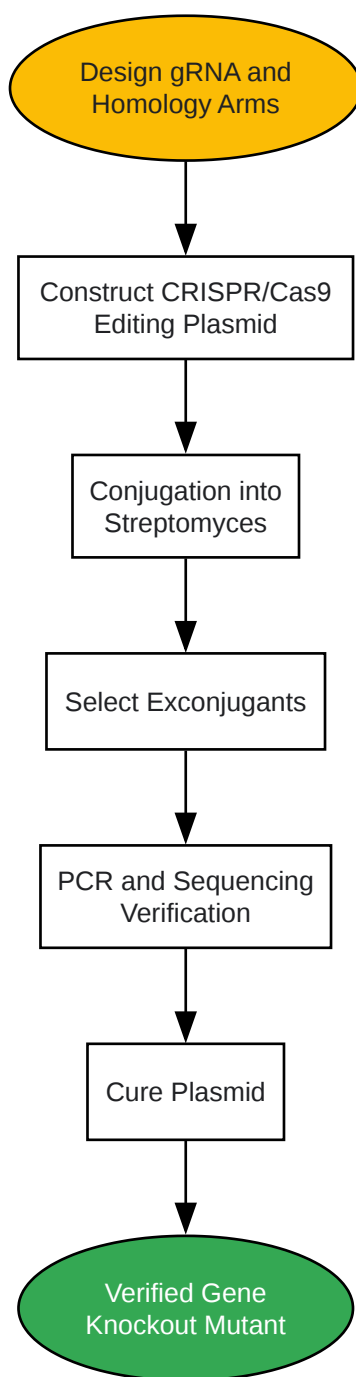 Design gRNA and
Homology Arms
Construct CRISPR/Cas9
Editing Plasmid
Conjugation into
Streptomyces
Select Exconjugants
PCR and Sequencing
Verification
Cure Plasmid
Verified Gene
Knockout Mutant